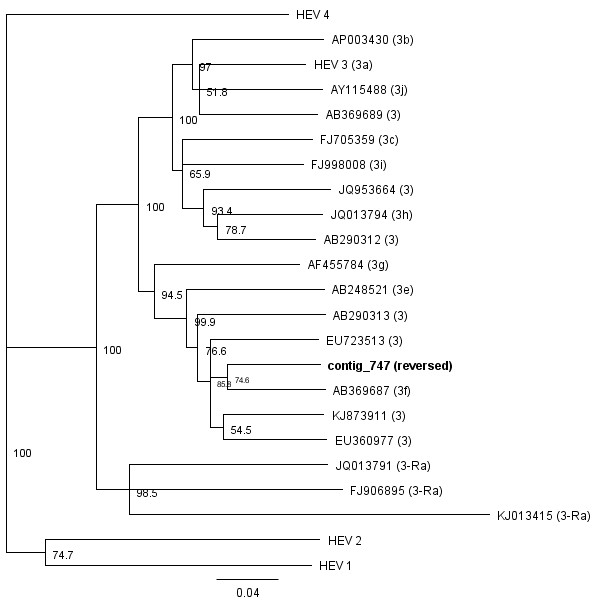 HEV 4
AP003430 (3b)
97
HEV 3 (3a)
51.8
AY115488 (3j)
AB369689 (3)
100
FJ705359 (3c)
FJ998008 (3i)
65.9
JQ953664 (3)
93.4
JQ013794 (3h)
78.7
AB290312 (3)
100
AF455784 (3g)
94.5
AB248521 (3e)
99.9
AB290313 (3)
76.6
EU723513 (3)
contig_747 (reversed)
85.8
74.6
AB369687 (3f)
KJ873911 (3)
54.5
EU360977 (3)
100
JQ013791 (3-Ra)
98.5
FJ906895 (3-Ra)
KJ013415 (3-Ra)
100
HEV 2
74.7
HEV 1
0.04